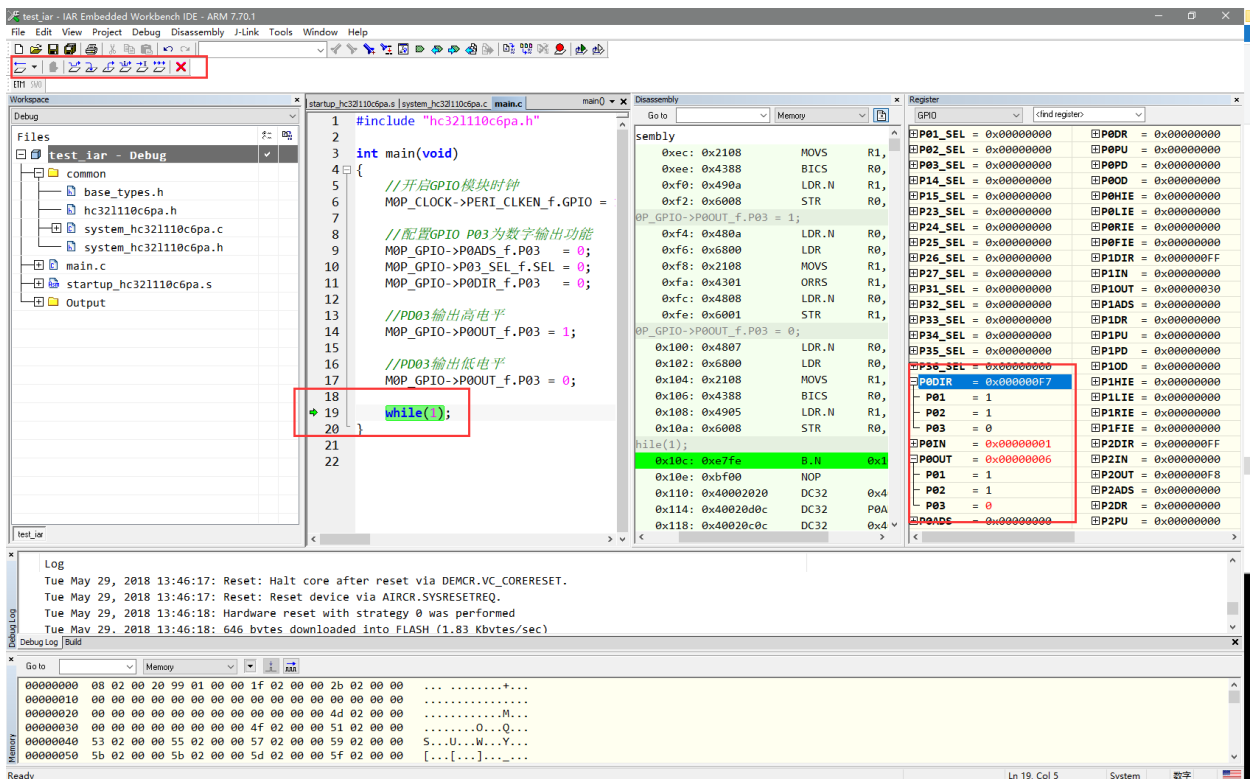 test_iar - IAR Embedded Workbench IDE - ARM 7.70.1
File Edit View Project Debug Disassembly J-Link Tools Window Help
ETM SWO
Workspace
Debug
Files
test_iar - Debug
common
base_types.h
hc32l110c6pa.h
system_hc32l110c6pa.c
system_hc32l110c6pa.h
main.c
startup_hc32l110c6pa.s
Output
test_iar
startup_hc32l110c6pa.s system_hc32l110c6pa.c main.c main()
1 #include "hc32l110c6pa.h"
2
3 int main(void)
4 {
5 //开启GPIO模块时钟
6 M0P_CLOCK->PERI_CLKEN_f.GPIO =
7
8 //配置GPIO P03为数字输出功能
9 M0P_GPIO->P0ADS_f.P03 = 0;
10 M0P_GPIO->P03_SEL_f.SEL = 0;
11 M0P_GPIO->P0DIR_f.P03 = 0;
12
13 //PD03输出高电平
14 M0P_GPIO->P0OUT_f.P03 = 1;
15
16 //PD03输出低电平
17 M0P_GPIO->P0OUT_f.P03 = 0;
18
19 while(1);
20 }
21
22
Disassembly
Go to Memory
sembly
0xec: 0x2108 MOVS R1,
0xee: 0x4388 BICS R0,
0xf0: 0x490a LDR.N R1,
0xf2: 0x6008 STR R0,
0P_GPIO->P0OUT_f.P03 = 1;
0xf4: 0x480a LDR.N R0,
0xf6: 0x6800 LDR R0,
0xf8: 0x2108 MOVS R1,
0xfa: 0x4301 ORRS R1,
0xfc: 0x4808 LDR.N R0,
0xfe: 0x6001 STR R1,
0P_GPIO->P0OUT_f.P03 = 0;
0x100: 0x4807 LDR.N R0,
0x102: 0x6800 LDR R0,
0x104: 0x2108 MOVS R1,
0x106: 0x4388 BICS R0,
0x108: 0x4905 LDR.N R1,
0x10a: 0x6008 STR R0,
hile(1);
0x10c: 0xe7fe B.N 0x1
0x10e: 0xbf00 NOP
0x110: 0x40002020 DC32 0x4
0x114: 0x40020d0c DC32 P0A
0x118: 0x40020c0c DC32 0x4
Register
GPIO <find register>
P01_SEL = 0x00000000 P0DR = 0x00000000
P02_SEL = 0x00000000 P0PU = 0x00000000
P03_SEL = 0x00000000 P0PD = 0x00000000
P14_SEL = 0x00000000 P0OD = 0x00000000
P15_SEL = 0x00000000 P0HIE = 0x00000000
P23_SEL = 0x00000000 P0LIE = 0x00000000
P24_SEL = 0x00000000 P0RIE = 0x00000000
P25_SEL = 0x00000000 P0FIE = 0x00000000
P26_SEL = 0x00000000 P1DIR = 0x000000FF
P27_SEL = 0x00000000 P1IN = 0x00000000
P31_SEL = 0x00000000 P1OUT = 0x00000030
P32_SEL = 0x00000000 P1ADS = 0x00000000
P33_SEL = 0x00000000 P1DR = 0x00000000
P34_SEL = 0x00000000 P1PU = 0x00000000
P35_SEL = 0x00000000 P1PD = 0x00000000
P36_SEL = 0x00000000 P1OD = 0x00000000
P0DIR = 0x000000F7 P1HIE = 0x00000000
P01 = 1 P1LIE = 0x00000000
P02 = 1 P1RIE = 0x00000000
P03 = 0 P1FIE = 0x00000000
P0IN = 0x00000001 P2DIR = 0x000000FF
P0OUT = 0x00000006 P2IN = 0x00000000
P01 = 1 P2OUT = 0x000000F8
P02 = 1 P2ADS = 0x00000000
P03 = 0 P2DR = 0x00000000
P0ADS = 0x00000000 P2PU = 0x00000000
Log
Tue May 29, 2018 13:46:17: Reset: Halt core after reset via DEMCR.VC_CORERESET.
Tue May 29, 2018 13:46:17: Reset: Reset device via AIRCR.SYSRESETREQ.
Tue May 29, 2018 13:46:18: Hardware reset with strategy 0 was performed
Tue May 29, 2018 13:46:18: 646 bytes downloaded into FLASH (1.83 Kbytes/sec)
Debug Log
Debug Log Build
Go to Memory
00000000 08 02 00 20 99 01 00 00 1f 02 00 00 2b 02 00 00 ... ........+...
00000010 00 00 00 00 00 00 00 00 00 00 00 00 00 00 00 00 ................
00000020 00 00 00 00 00 00 00 00 00 00 00 00 4d 02 00 00 ............M...
00000030 00 00 00 00 00 00 00 00 4f 02 00 00 51 02 00 00 ........O...Q...
00000040 53 02 00 00 55 02 00 00 57 02 00 00 59 02 00 00 S...U...W...Y...
00000050 5b 02 00 00 5b 02 00 00 5d 02 00 00 5f 02 00 00 [...[...]..._...
Memory
Ready Ln 19, Col 5 System 数字